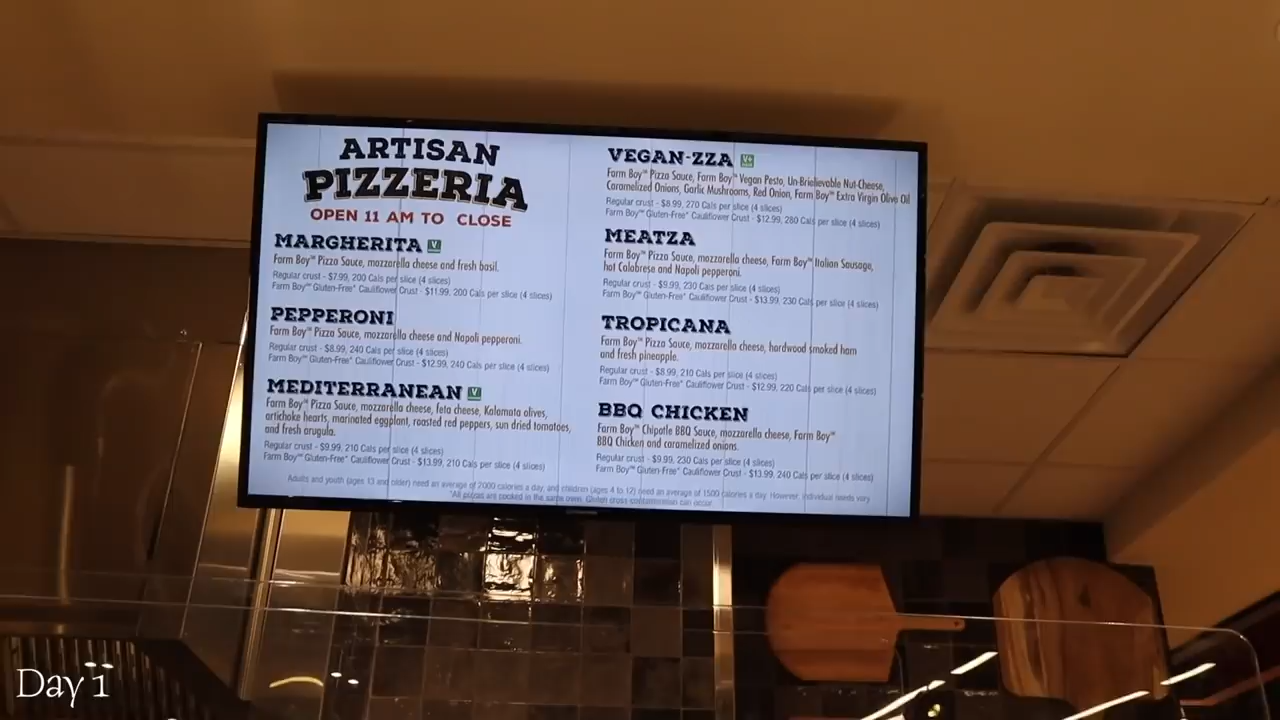 ARTISAN
PIZZERIA
OPEN 11 AM TO CLOSE
MARGHERITA V
Farm Boy™ Pizza Sauce, mozzarella cheese and fresh basil.
Regular crust - $7.99, 200 Cals per slice (4 slices)
Farm Boy™ Gluten-Free* Cauliflower Crust - $11.99, 200 Cals per slice (4 slices)
PEPPERONI
Farm Boy™ Pizza Sauce, mozzarella cheese and Napoli pepperoni.
Regular crust - $8.99, 240 Cals per slice (4 slices)
Farm Boy™ Gluten-Free* Cauliflower Crust - $12.99, 240 Cals per slice (4 slices)
MEDITERRANEAN V
Farm Boy™ Pizza Sauce, mozzarella cheese, feta cheese, Kalamata olives,
artichoke hearts, marinated eggplant, roasted red peppers, sun dried tomatoes,
and fresh arugula.
Regular crust - $9.99, 210 Cals per slice (4 slices)
Farm Boy™ Gluten-Free* Cauliflower Crust - $13.99, 210 Cals per slice (4 slices)
VEGAN-ZZA V+
Farm Boy™ Pizza Sauce, Farm Boy™ Vegan Pesto, Un-Brielievable Nut-Cheese,
Caramelized Onions, Garlic Mushrooms, Red Onion, Farm Boy™ Extra Virgin Olive Oil
Regular crust - $8.99, 270 Cals per slice (4 slices)
Farm Boy™ Gluten-Free* Cauliflower Crust - $12.99, 280 Cals per slice (4 slices)
MEATZA
Farm Boy™ Pizza Sauce, mozzarella cheese, Farm Boy™ Italian Sausage,
hot Calabrese and Napoli pepperoni.
Regular crust - $9.99, 230 Cals per slice (4 slices)
Farm Boy™ Gluten-Free* Cauliflower Crust - $13.99, 230 Cals per slice (4 slices)
TROPICANA
Farm Boy™ Pizza Sauce, mozzarella cheese, hardwood smoked ham
and fresh pineapple.
Regular crust - $8.99, 210 Cals per slice (4 slices)
Farm Boy™ Gluten-Free* Cauliflower Crust - $12.99, 220 Cals per slice (4 slices)
BBQ CHICKEN
Farm Boy™ Chipotle BBQ Sauce, mozzarella cheese, Farm Boy™
BBQ Chicken and caramelized onions.
Regular crust - $9.99, 230 Cals per slice (4 slices)
Farm Boy™ Gluten-Free* Cauliflower Crust - $13.99, 240 Cals per slice (4 slices)
Adults and youth (ages 13 and older) need an average of 2000 calories a day, and children (ages 4 to 12) need an average of 1500 calories a day. However, individual needs vary.
*All pizzas are cooked in the same oven. Gluten cross contamination can occur.
Day 1